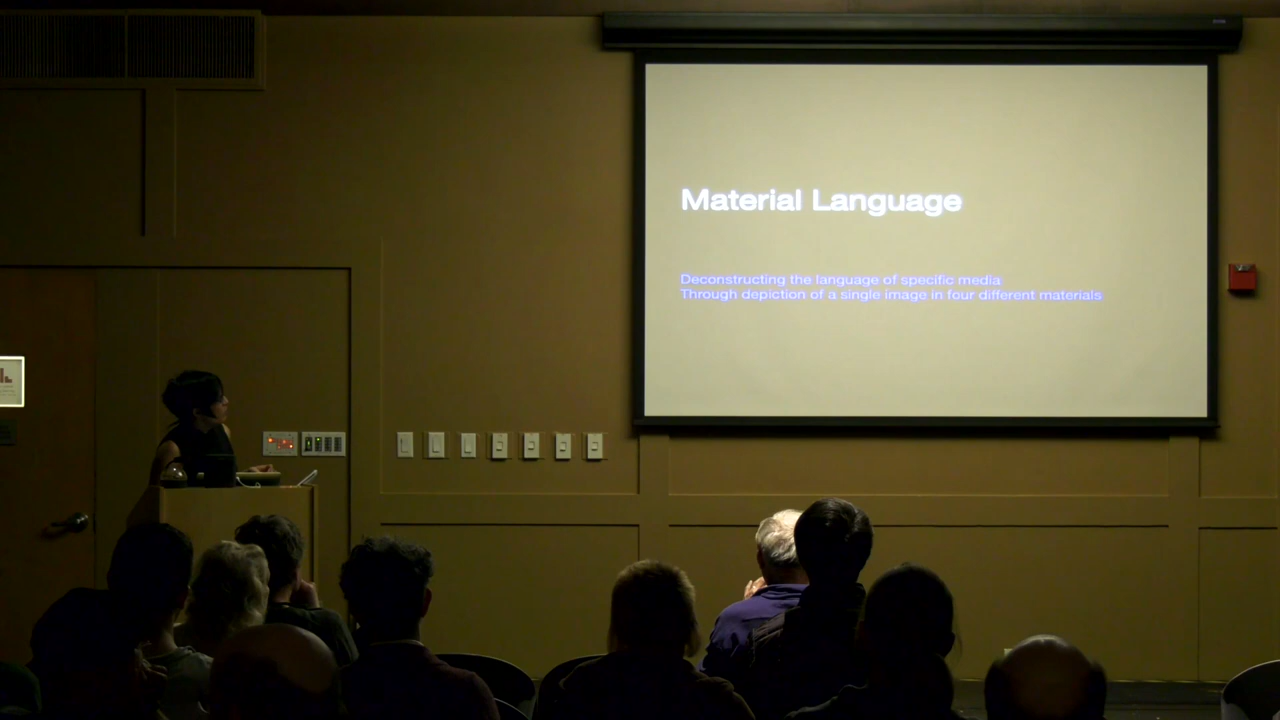 Material Language
Deconstructing the language of specific media
Through depiction of a single image in four different materials